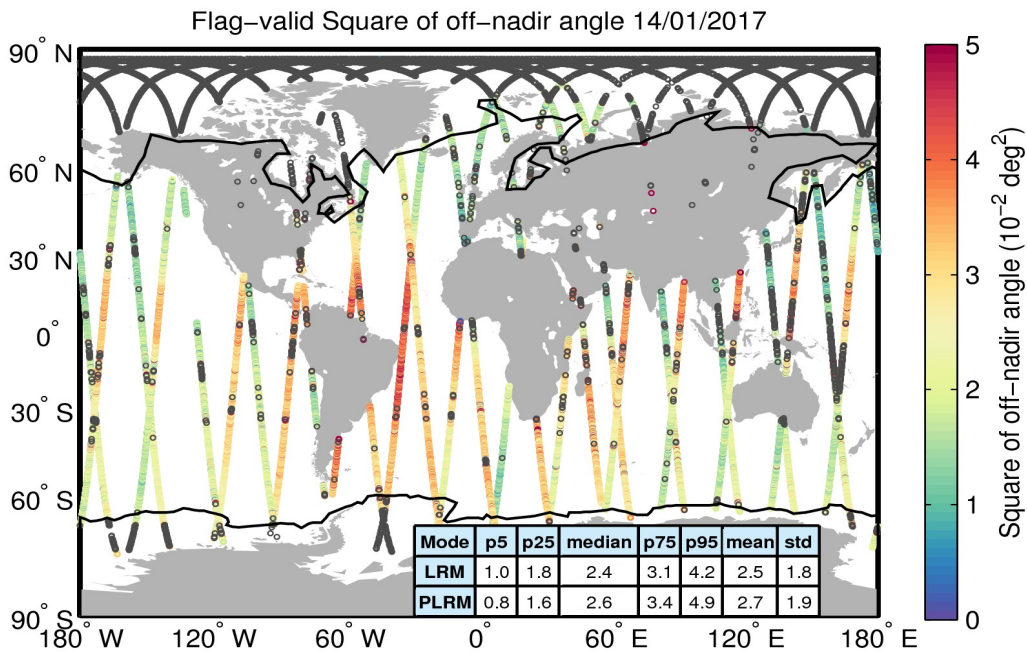 Flag-valid Square of off-nadir angle 14/01/2017
90° N
60° N
30° N
0°
30° S
60° S
90° S
180° W
120° W
60° W
0°
60° E
120° E
180° E
Mode p5 p25 median p75 p95 mean std
LRM 1.0 1.8 2.4 3.1 4.2 2.5 1.8
PLRM 0.8 1.6 2.6 3.4 4.9 2.7 1.9
5
4
3
2
1
0
Square of off-nadir angle (10⁻² deg²)